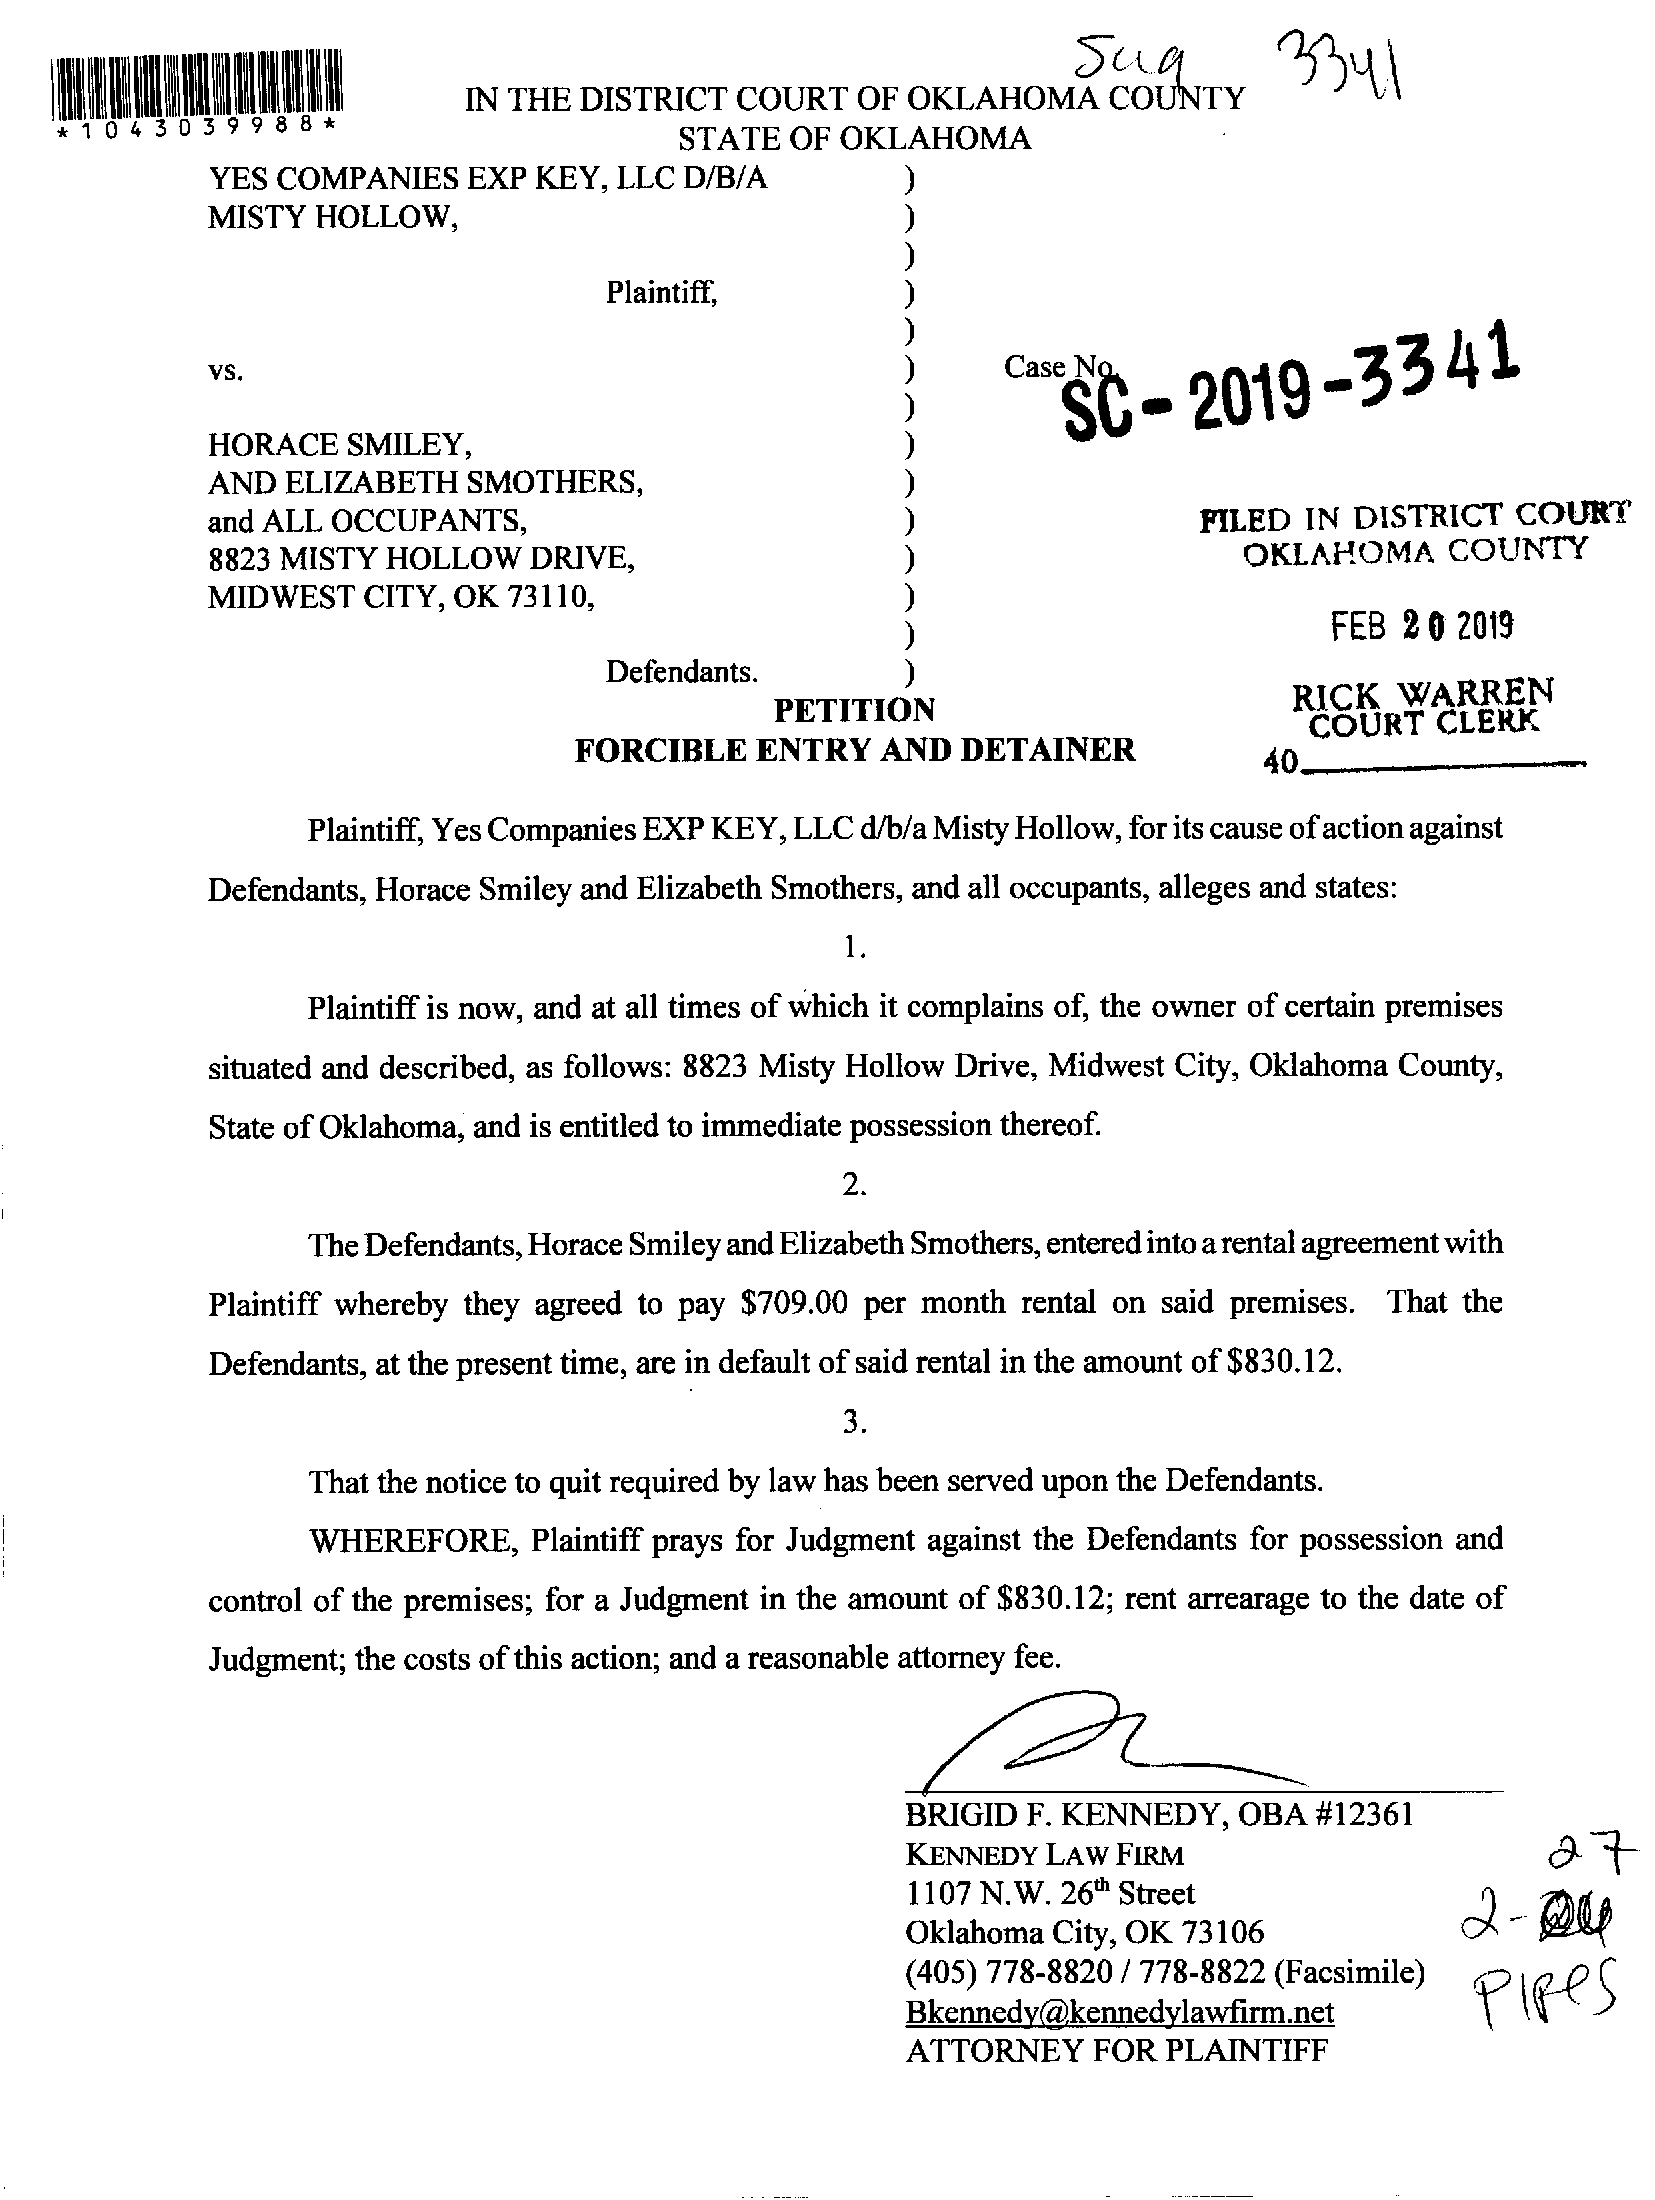 3341
*1043039988*
IN THE DISTRICT COURT OF OKLAHOMA COUNTY
STATE OF OKLAHOMA
YES COMPANIES EXP KEY, LLC D/B/A )
MISTY HOLLOW, )
)
Plaintiff, )
)
vs. ) Case No.
SC-2019-3341
)
HORACE SMILEY, )
AND ELIZABETH SMOTHERS, )
and ALL OCCUPANTS, )
8823 MISTY HOLLOW DRIVE, )
MIDWEST CITY, OK 73110, )
)
Defendants. )
FILED IN DISTRICT COURT
OKLAHOMA COUNTY
FEB 20 2019
RICK WARREN
COURT CLERK
40
PETITION
FORCIBLE ENTRY AND DETAINER
Plaintiff, Yes Companies EXP KEY, LLC d/b/a Misty Hollow, for its cause of action against
Defendants, Horace Smiley and Elizabeth Smothers, and all occupants, alleges and states:
1.
Plaintiff is now, and at all times of which it complains of, the owner of certain premises
situated and described, as follows: 8823 Misty Hollow Drive, Midwest City, Oklahoma County,
State of Oklahoma, and is entitled to immediate possession thereof.
2.
The Defendants, Horace Smiley and Elizabeth Smothers, entered into a rental agreement with
Plaintiff whereby they agreed to pay $709.00 per month rental on said premises. That the
Defendants, at the present time, are in default of said rental in the amount of $830.12.
3.
That the notice to quit required by law has been served upon the Defendants.
WHEREFORE, Plaintiff prays for Judgment against the Defendants for possession and
control of the premises; for a Judgment in the amount of $830.12; rent arrearage to the date of
Judgment; the costs of this action; and a reasonable attorney fee.
BRIGID F. KENNEDY, OBA #12361
KENNEDY LAW FIRM
1107 N.W. 26th Street
Oklahoma City, OK 73106
(405) 778-8820 / 778-8822 (Facsimile)
Bkennedy@kennedylawfirm.net
ATTORNEY FOR PLAINTIFF
27
2-
PIPES